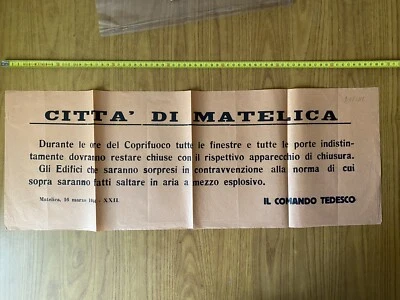 CITTA' DI MATELICA
Durante le ore del Coprifuoco tutte le finestre e tutte le porte indistin-
tamente dovranno restare chiuse con il rispettivo apparecchio di chiusura.
Gli Edifici che saranno sorpresi in contravvenzione alla norma di cui
sopra saranno fatti saltare in aria a mezzo esplosivo.
Matelica, 16 marzo XXII.
IL COMANDO TEDESCO